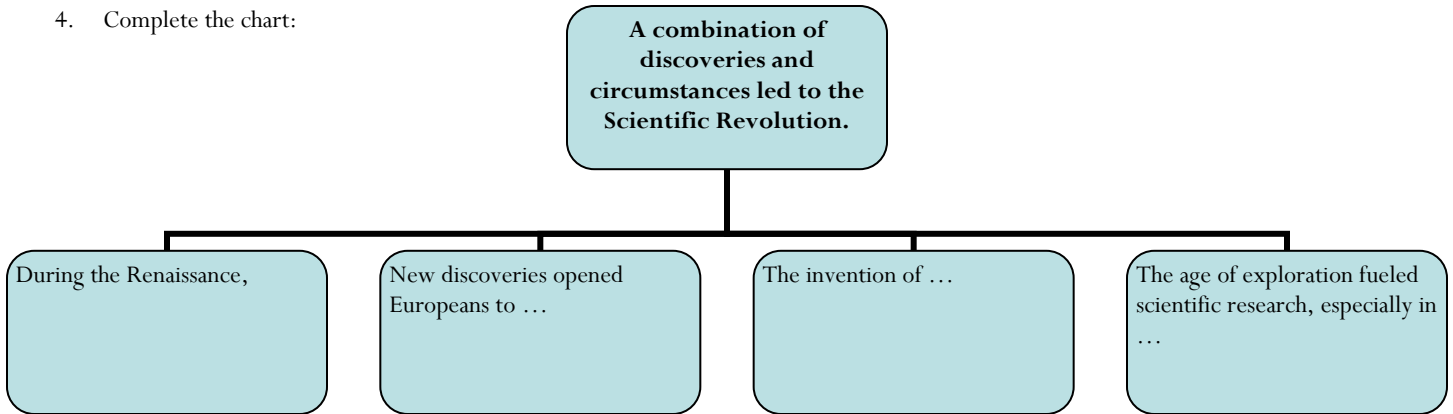 4. Complete the chart:
A combination of
discoveries and
circumstances led to the
Scientific Revolution.
During the Renaissance,
New discoveries opened
Europeans to …
The invention of …
The age of exploration fueled
scientific research, especially in
…